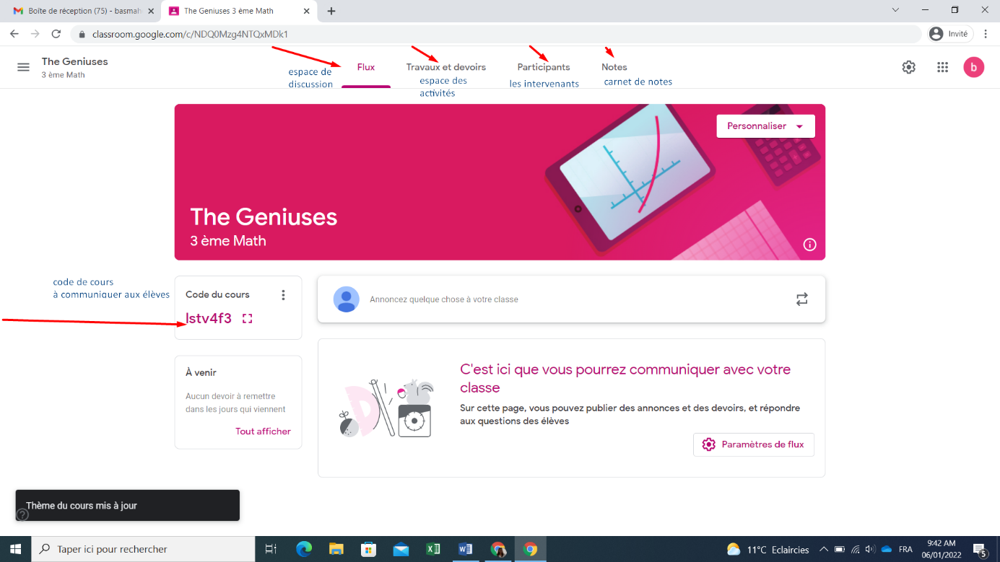 Boîte de réception (75) - basmah
The Geniuses 3 ème Math
classroom.google.com/c/NDQ0Mzg4NTQxMDk1
Invité
The Geniuses
3 ème Math
Flux
Travaux et devoirs
Participants
Notes
b
espace de
discussion
espace des
activités
les intervenants
carnet de notes
Personnaliser
The Geniuses
3 ème Math
code de cours
à communiquer aux élèves
Code du cours
lstv4f3
Annoncez quelque chose à votre classe
À venir
Aucun devoir à remettre
dans les jours qui viennent
Tout afficher
C'est ici que vous pourrez communiquer avec votre
classe
Sur cette page, vous pouvez publier des annonces et des devoirs, et répondre
aux questions des élèves
Paramètres de flux
Thème du cours mis à jour
Taper ici pour rechercher
11°C Eclaircies
FRA
9:42 AM
06/01/2022
5